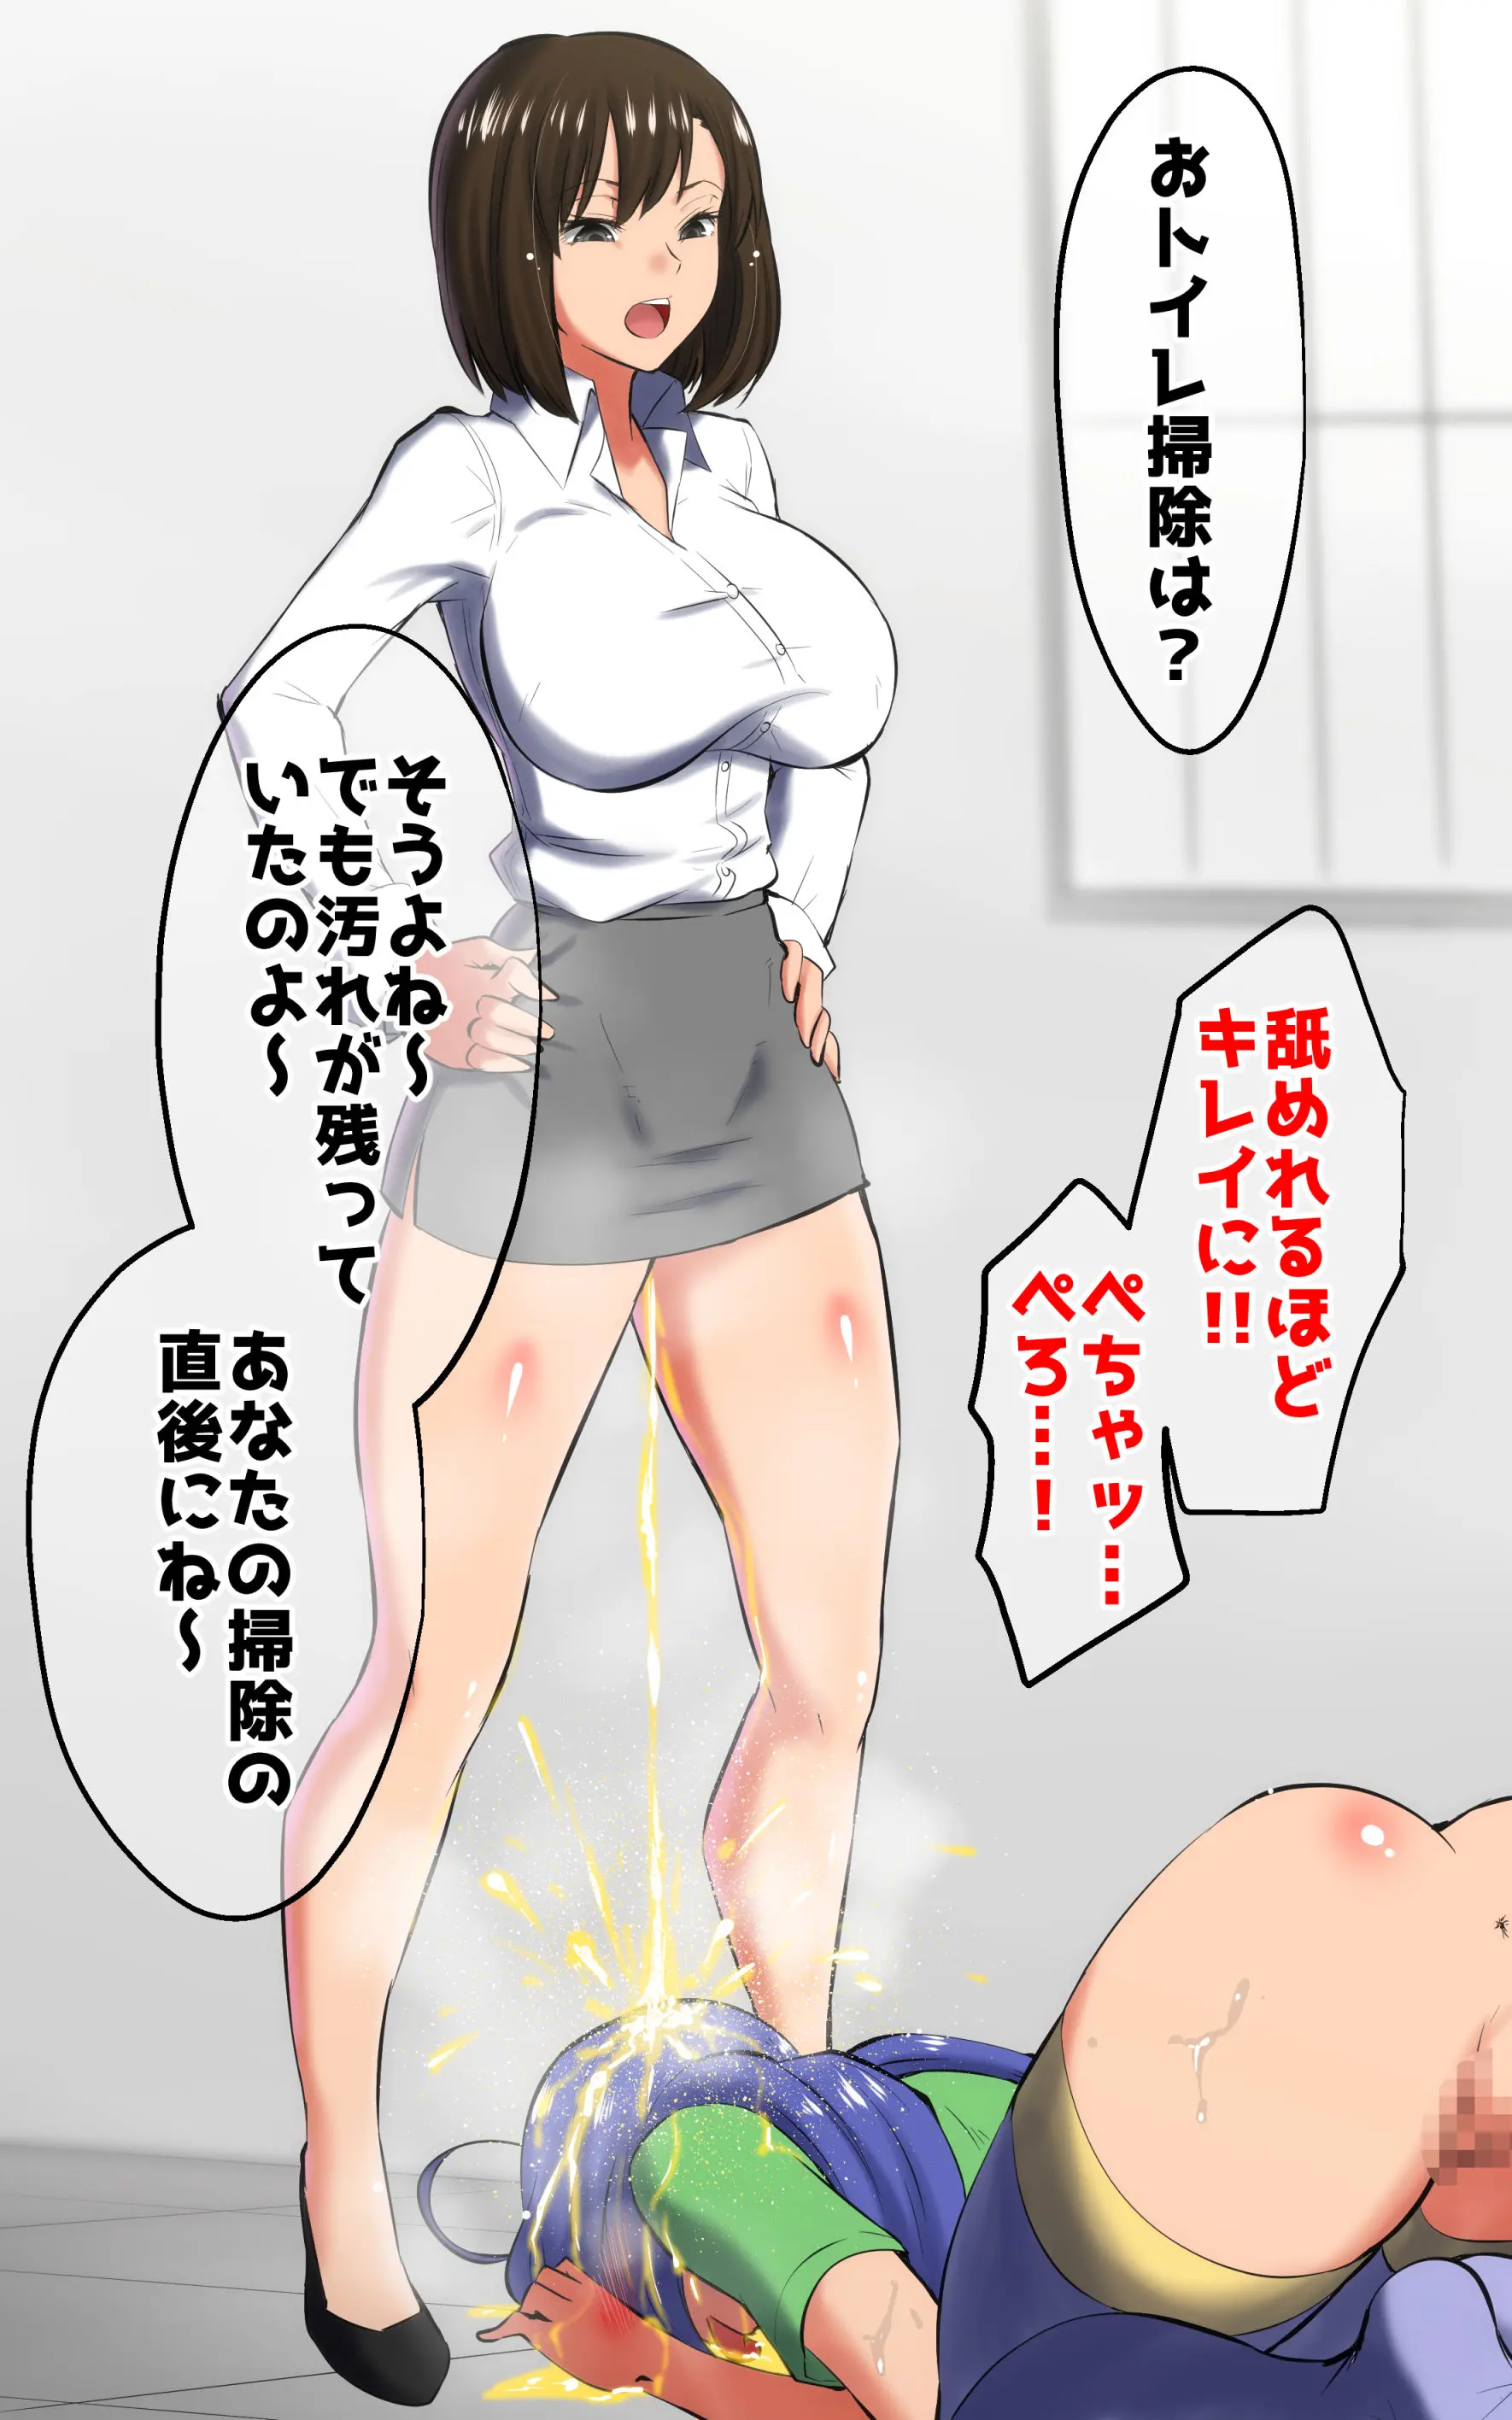 おトイレ掃除は?
舐めれるほど
キレイに!!
ぺちゃッ…
ぺろ…!
そうよね～
でも汚れが残って
いたのよ～
あなたの掃除の
直後にね～